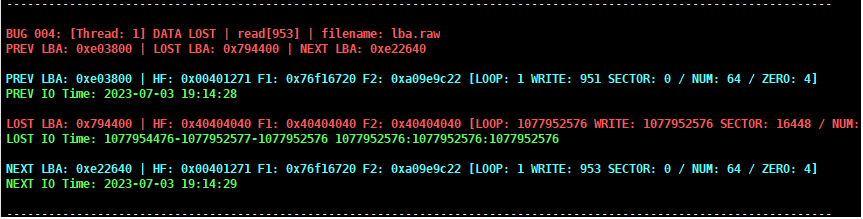 --------------------------------------------------------------------------------------------------------------------
BUG 004: [Thread: 1] DATA LOST | read[953] | filename: lba.raw
PREV LBA: 0xe03800 | LOST LBA: 0x794400 | NEXT LBA: 0xe22640
PREV LBA: 0xe03800 | HF: 0x00401271 F1: 0x76f16720 F2: 0xa09e9c22 [LOOP: 1 WRITE: 951 SECTOR: 0 / NUM: 64 / ZERO: 4]
PREV IO Time: 2023-07-03 19:14:28
LOST LBA: 0x794400 | HF: 0x40404040 F1: 0x40404040 F2: 0x40404040 [LOOP: 1077952576 WRITE: 1077952576 SECTOR: 16448 / NUM:
LOST IO Time: 1077954476-1077952577-1077952576 1077952576:1077952576:1077952576
NEXT LBA: 0xe22640 | HF: 0x00401271 F1: 0x76f16720 F2: 0xa09e9c22 [LOOP: 1 WRITE: 953 SECTOR: 0 / NUM: 64 / ZERO: 4]
NEXT IO Time: 2023-07-03 19:14:29
--------------------------------------------------------------------------------------------------------------------